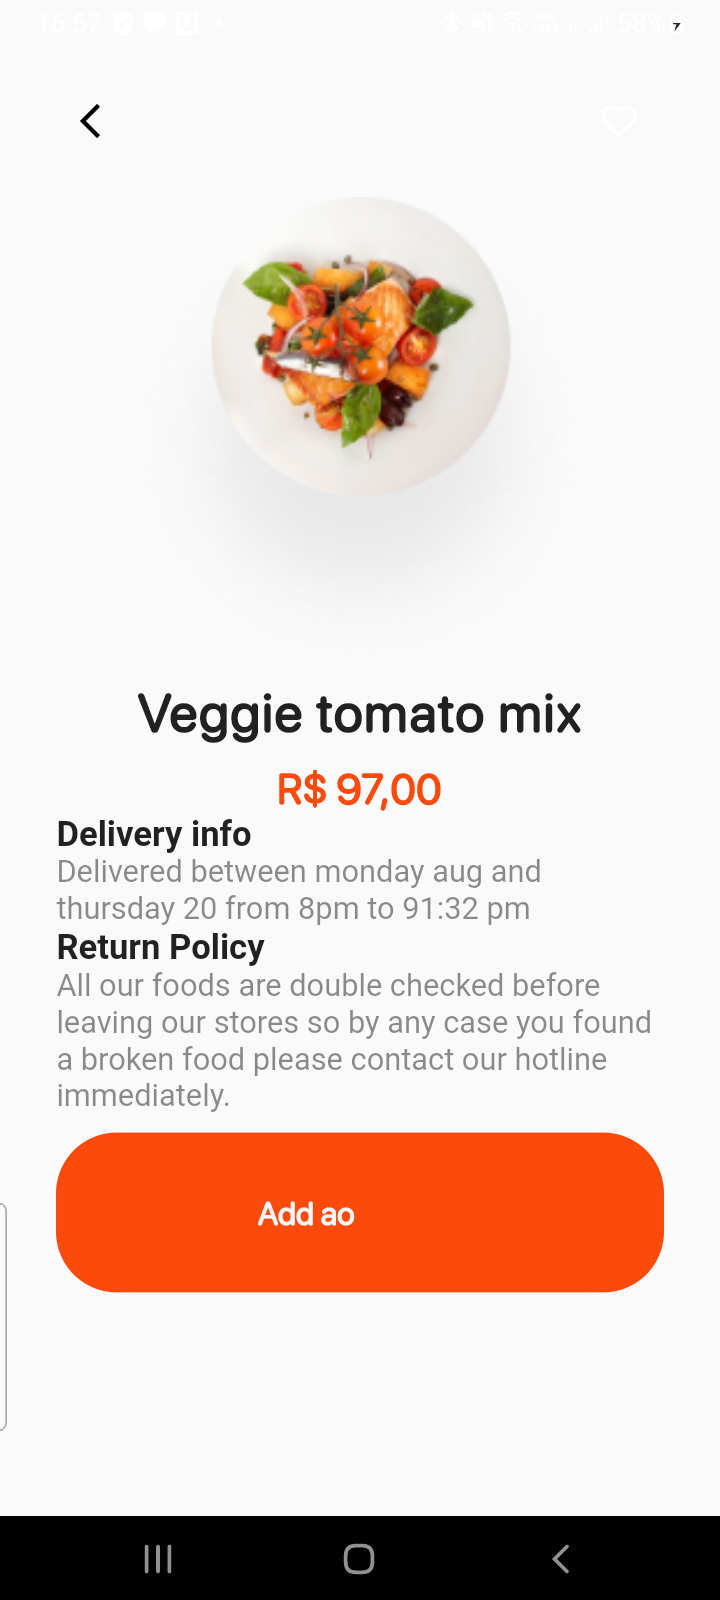 16:57 58%
Veggie tomato mix
R$ 97,00
Delivery info
Delivered between monday aug and
thursday 20 from 8pm to 91:32 pm
Return Policy
All our foods are double checked before
leaving our stores so by any case you found
a broken food please contact our hotline
immediately.
Add ao